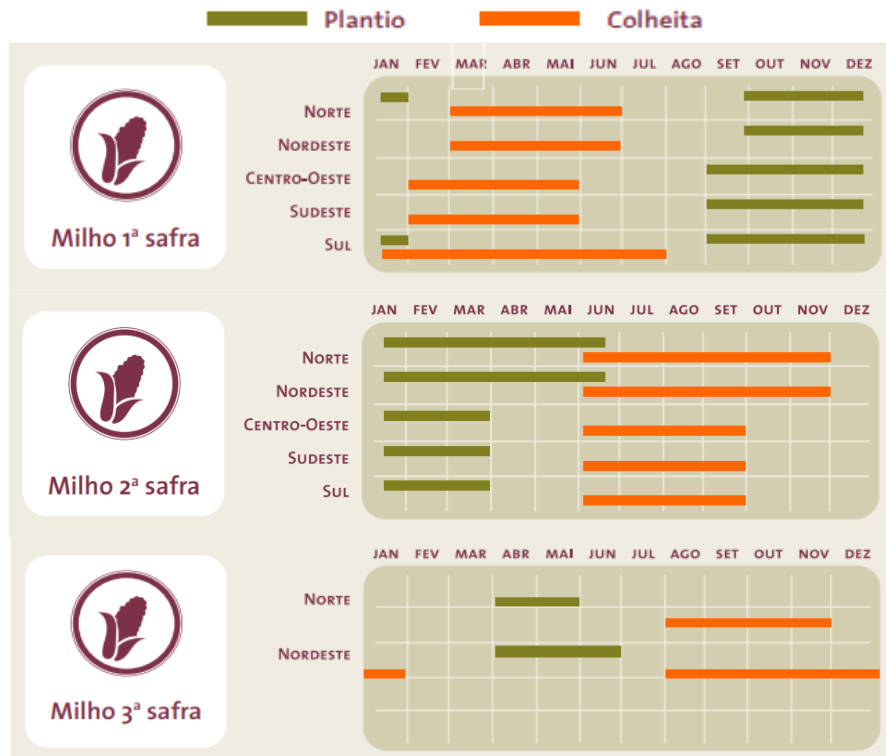 Plantio Colheita
JAN FEV MAR ABR MAI JUN JUL AGO SET OUT NOV DEZ
NORTE
NORDESTE
CENTRO-OESTE
SUDESTE
SUL
Milho 1ª safra
JAN FEV MAR ABR MAI JUN JUL AGO SET OUT NOV DEZ
NORTE
NORDESTE
CENTRO-OESTE
SUDESTE
SUL
Milho 2ª safra
JAN FEV MAR ABR MAI JUN JUL AGO SET OUT NOV DEZ
NORTE
NORDESTE
Milho 3ª safra